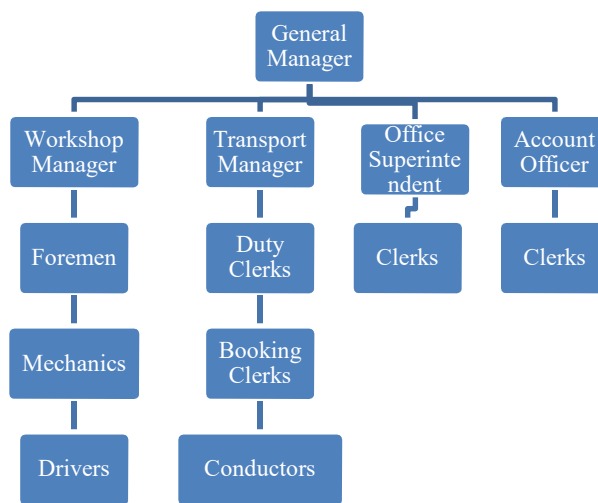 General
Manager
Workshop
Manager
Transport
Manager
Office
Superinte
ndent
Account
Officer
Foremen
Duty
Clerks
Clerks
Clerks
Mechanics
Booking
Clerks
Drivers
Conductors